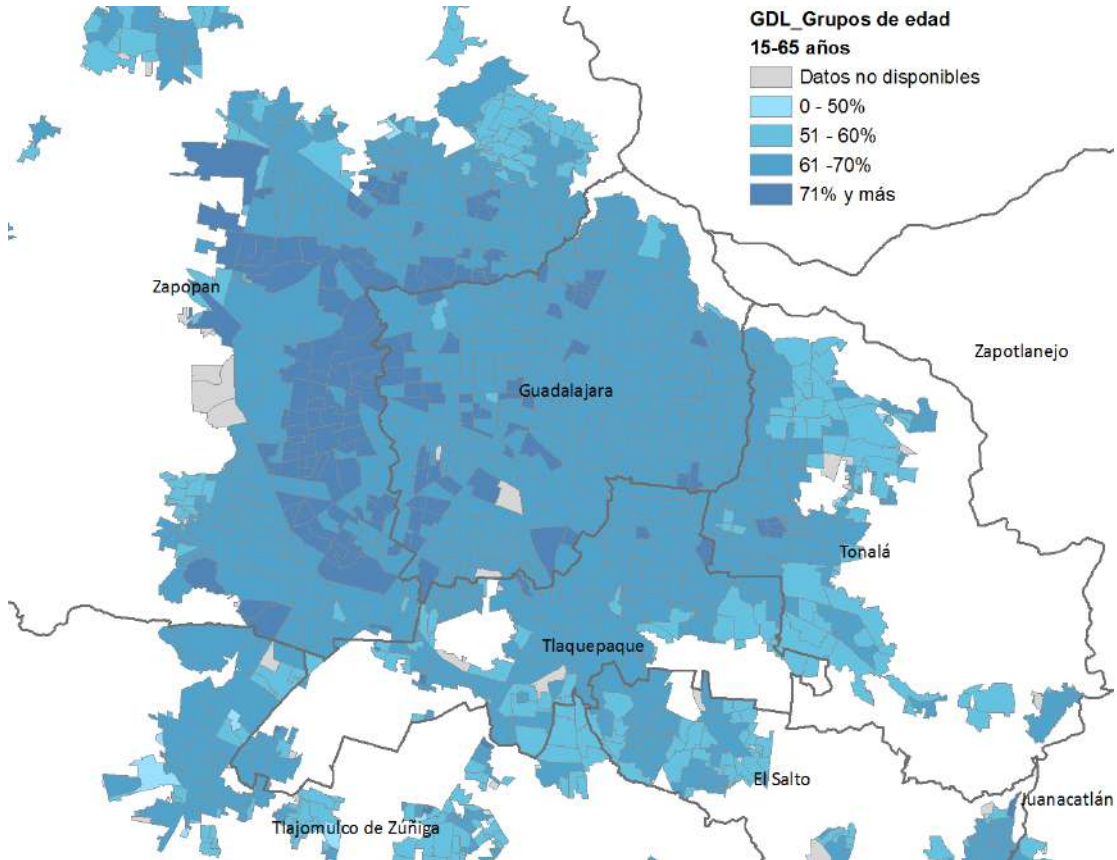 GDL_Grupos de edad
15-65 años
Datos no disponibles
0 - 50%
51 - 60%
61 -70%
71% y más
Zapopan
Zapotlanejo
Guadalajara
Tonalá
Tlaquepaque
El Salto
Juanacatlán
Tlajomulco de Zúñiga